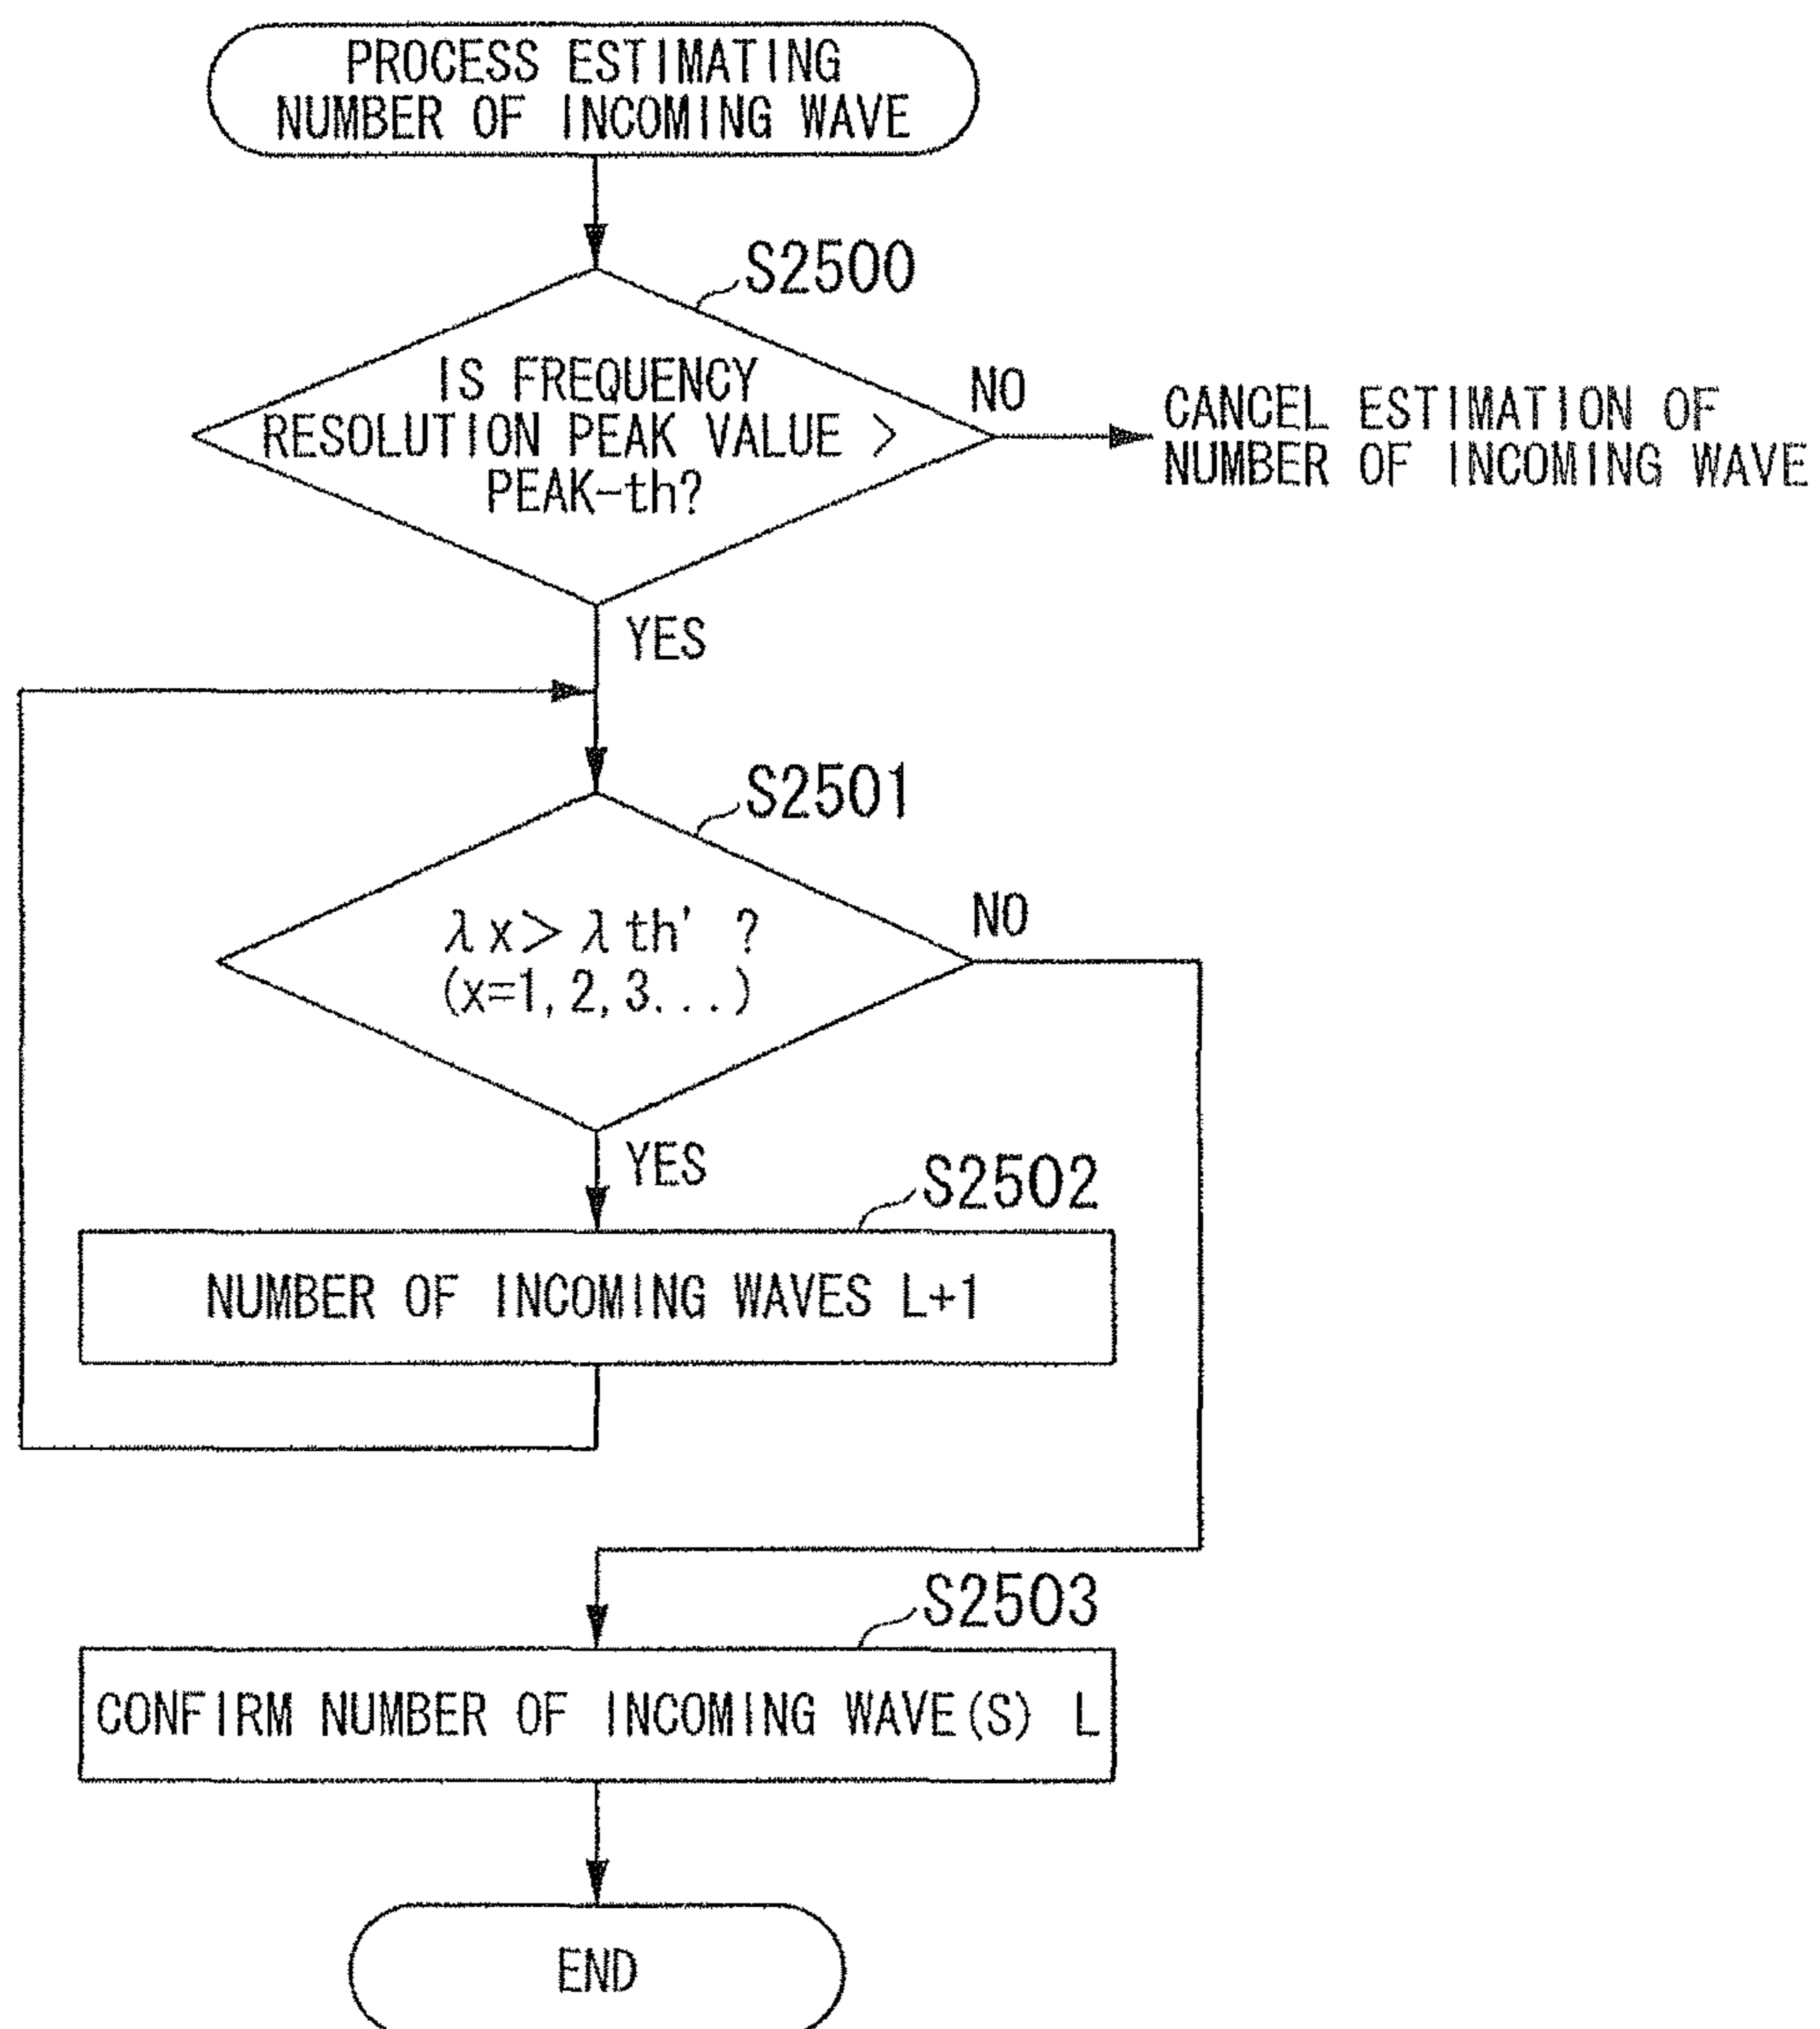 PROCESS ESTIMATING
NUMBER OF INCOMING WAVE
S2500
IS FREQUENCY
RESOLUTION PEAK VALUE >
PEAK-th?
NO
CANCEL ESTIMATION OF
NUMBER OF INCOMING WAVE
YES
S2501
λx> λth' ?
(x=1, 2, 3...)
NO
YES
S2502
NUMBER OF INCOMING WAVES L+1
S2503
CONFIRM NUMBER OF INCOMING WAVE(S) L
END